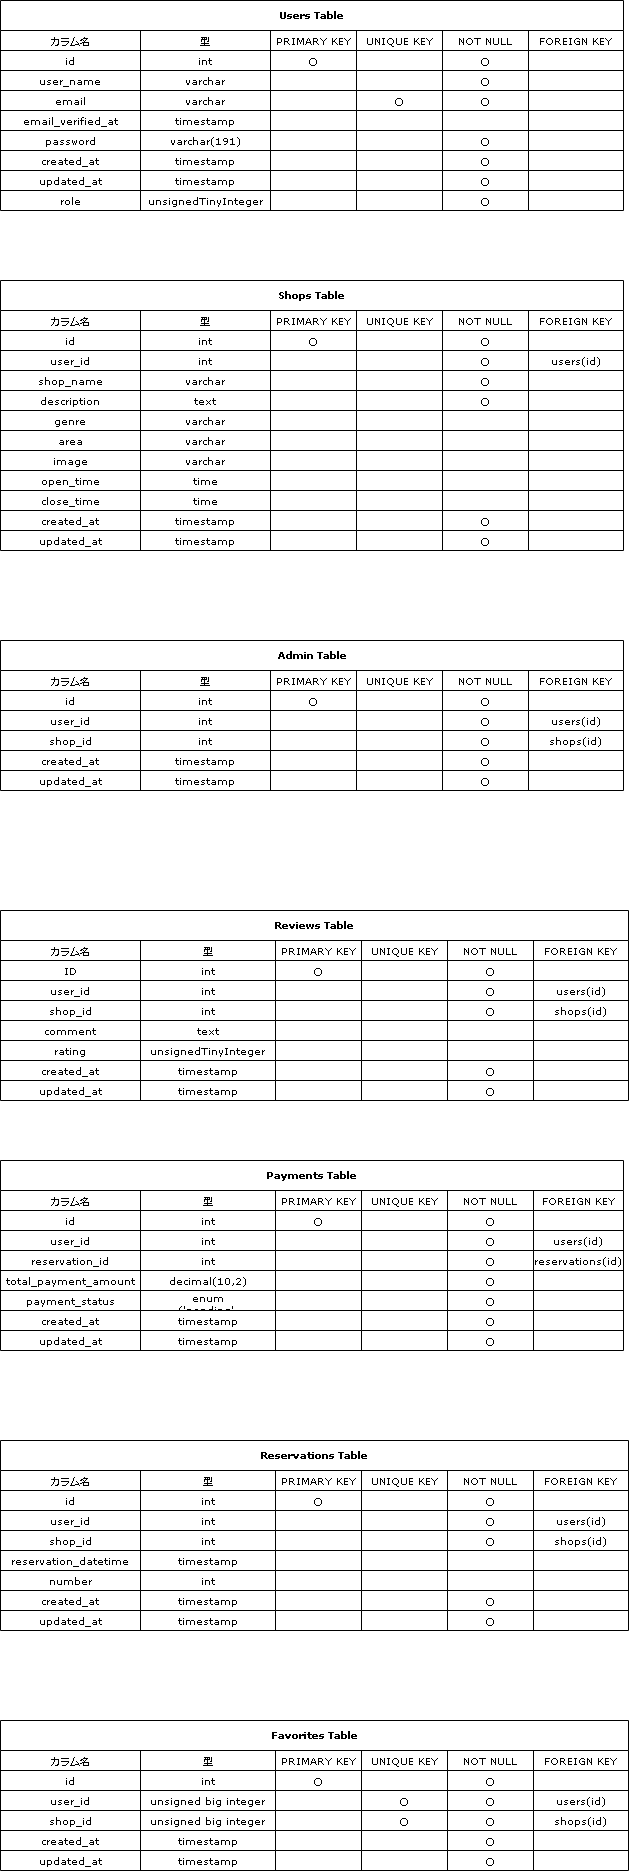 Users Table
カラム名 型 PRIMARY KEY UNIQUE KEY NOT NULL FOREIGN KEY
id int ○ ○
user_name varchar ○
email varchar ○ ○
email_verified_at timestamp
password varchar(191) ○
created_at timestamp ○
updated_at timestamp ○
role unsignedTinyInteger ○
Shops Table
カラム名 型 PRIMARY KEY UNIQUE KEY NOT NULL FOREIGN KEY
id int ○ ○
user_id int ○ users(id)
shop_name varchar ○
description text ○
genre varchar
area varchar
image varchar
open_time time
close_time time
created_at timestamp ○
updated_at timestamp ○
Admin Table
カラム名 型 PRIMARY KEY UNIQUE KEY NOT NULL FOREIGN KEY
id int ○ ○
user_id int ○ users(id)
shop_id int ○ shops(id)
created_at timestamp ○
updated_at timestamp ○
Reviews Table
カラム名 型 PRIMARY KEY UNIQUE KEY NOT NULL FOREIGN KEY
ID int ○ ○
user_id int ○ users(id)
shop_id int ○ shops(id)
comment text
rating unsignedTinyInteger
created_at timestamp ○
updated_at timestamp ○
Payments Table
カラム名 型 PRIMARY KEY UNIQUE KEY NOT NULL FOREIGN KEY
id int ○ ○
user_id int ○ users(id)
reservation_id int ○ reservations(id)
total_payment_amount decimal(10,2) ○
payment_status enum ○
created_at timestamp ○
updated_at timestamp ○
Reservations Table
カラム名 型 PRIMARY KEY UNIQUE KEY NOT NULL FOREIGN KEY
id int ○ ○
user_id int ○ users(id)
shop_id int ○ shops(id)
reservation_datetime timestamp
number int
created_at timestamp ○
updated_at timestamp ○
Favorites Table
カラム名 型 PRIMARY KEY UNIQUE KEY NOT NULL FOREIGN KEY
id int ○ ○
user_id unsigned big integer ○ ○ users(id)
shop_id unsigned big integer ○ ○ shops(id)
created_at timestamp ○
updated_at timestamp ○